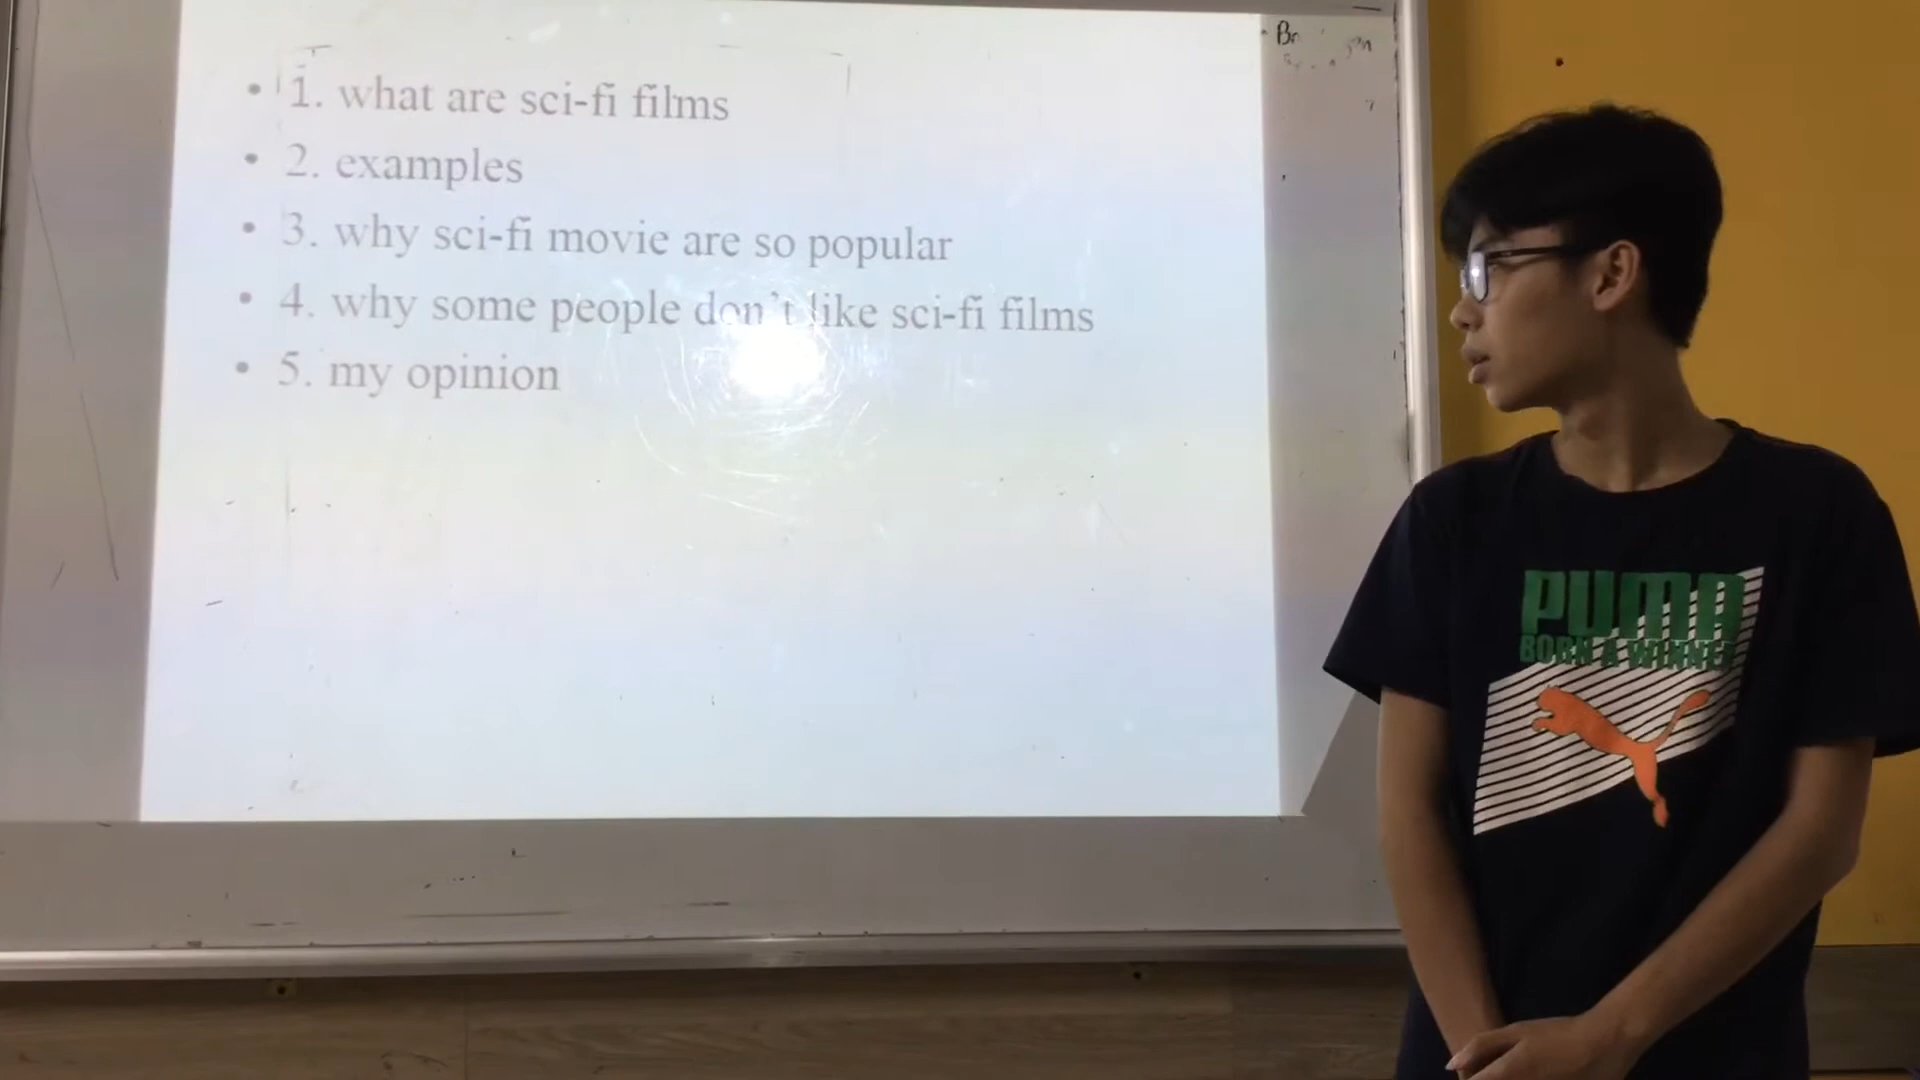 • 1. what are sci-fi films
• 2. examples
• 3. why sci-fi movie are so popular
• 4. why some people don't like sci-fi films
• 5. my opinion
PUMA
BORN A WINNER